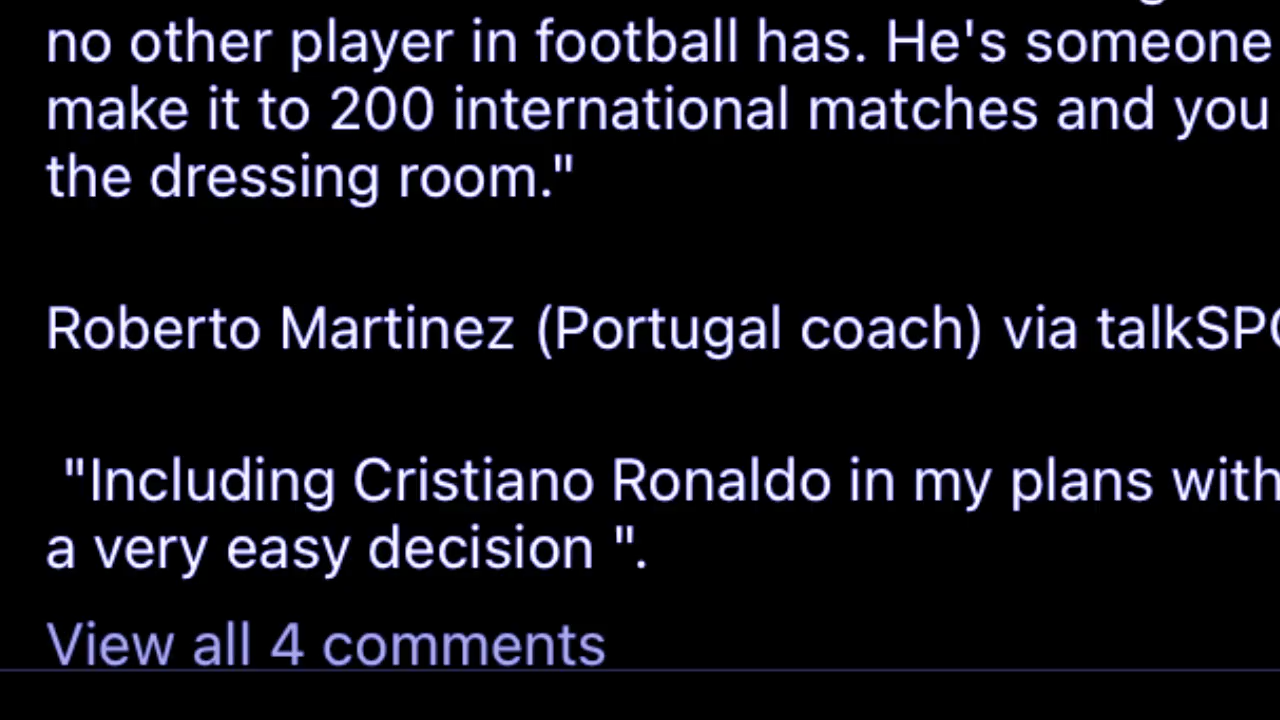 no other player in football has. He's someone
make it to 200 international matches and you
the dressing room."
Roberto Martinez (Portugal coach) via
"Including Cristiano Ronaldo in my plans with
a very easy decision ".
View all 4 comments